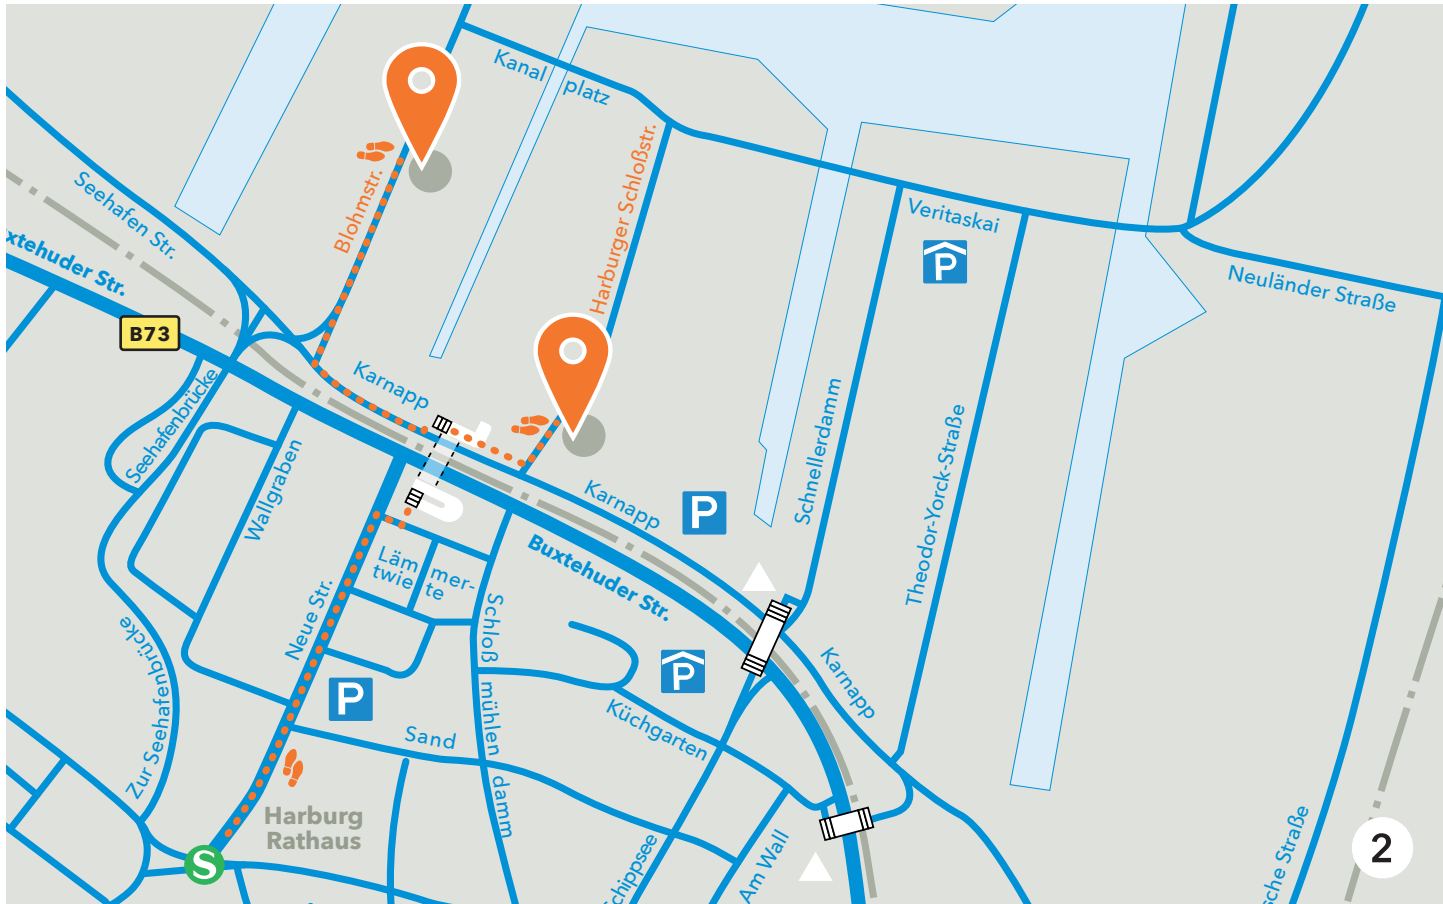 Kanal
platz
Seehafen Str.
Blohmstr.
Harburger Schloßstr.
xtehuder Str.
B73
Veritaskai
P
Neuländer Straße
Karnapp
Seehafenbrücke
Wallgraben
Karnapp
P
Schnellerdamm
Theodor-Yorck-Straße
Läm mer-
twie te
Buxtehuder Str.
Neue Str.
Schloß
mühlen
damm
Zur Seehafenbrücke
P
P
Karnapp
Küchgarten
Sand
Harburg
Rathaus
S
chippsee
Am Wall
sche Straße
2